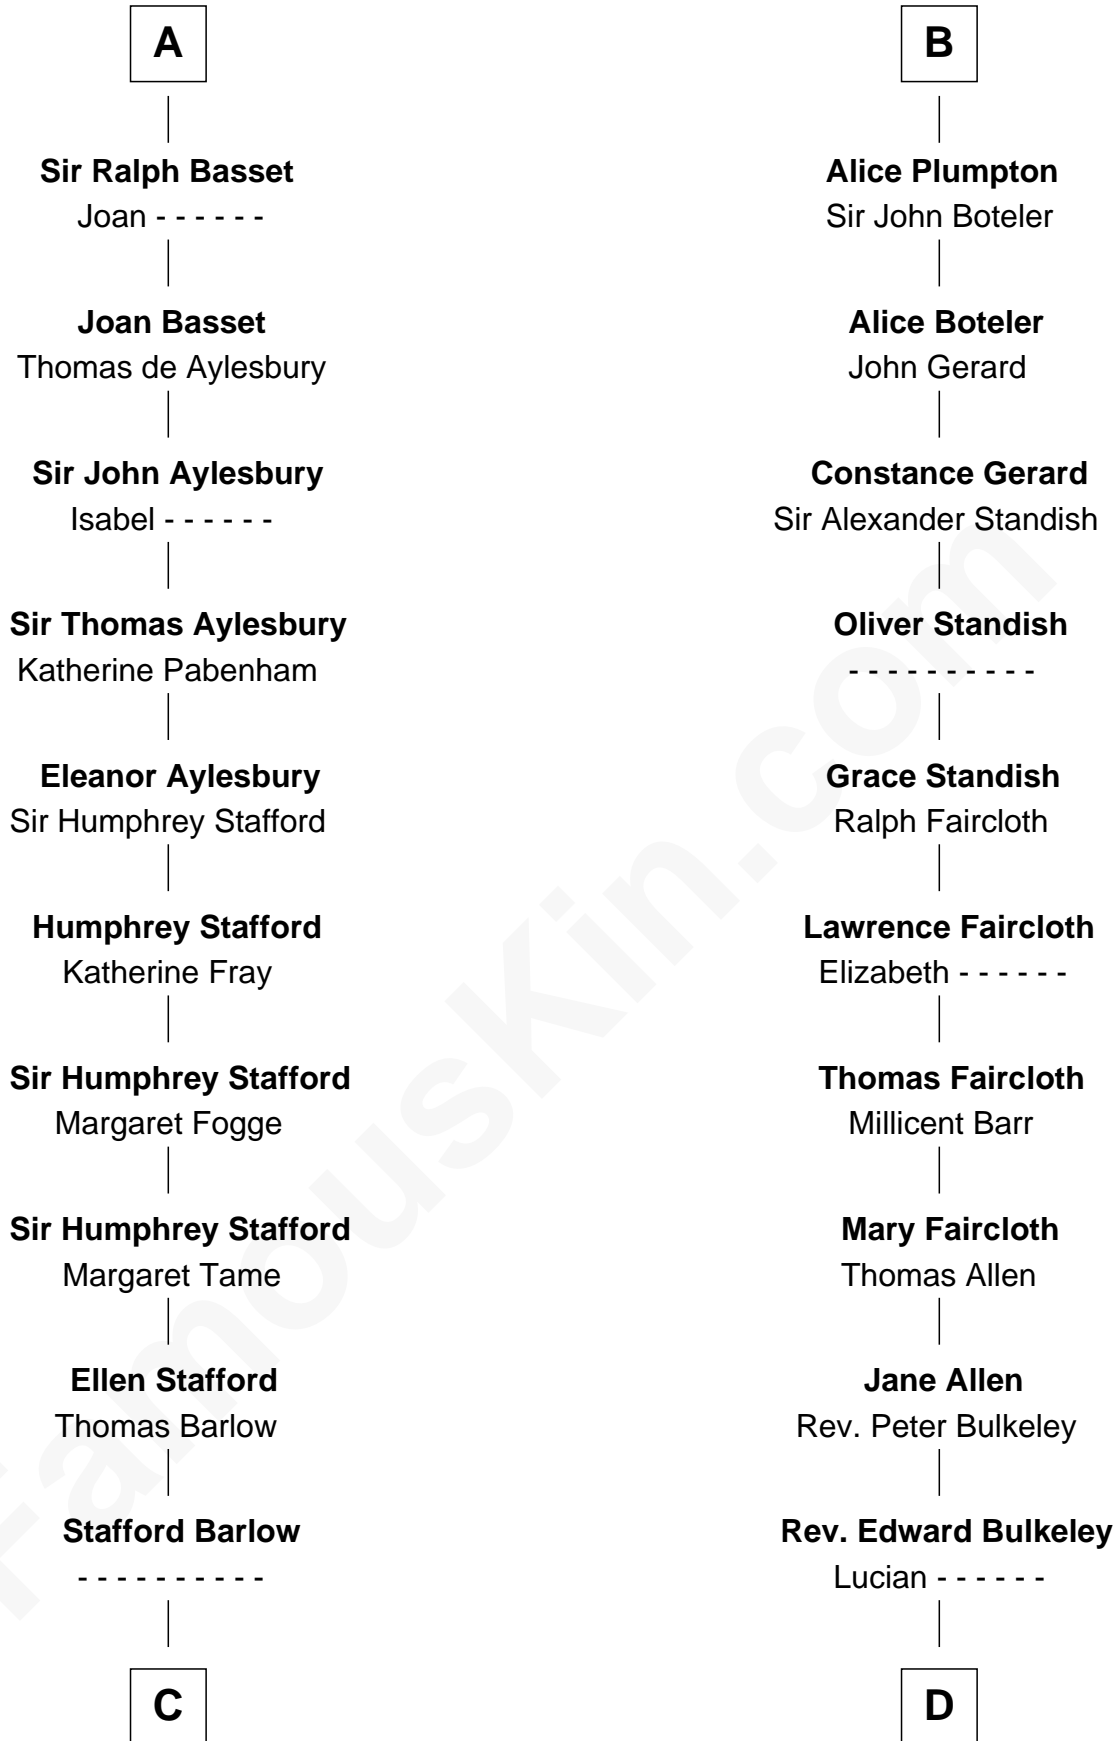 A
Sir Ralph Basset
Joan - - - - - -
Joan Basset
Thomas de Aylesbury
Sir John Aylesbury
Isabel - - - - - -
Sir Thomas Aylesbury
Katherine Pabenham
Eleanor Aylesbury
Sir Humphrey Stafford
Humphrey Stafford
Katherine Fray
Sir Humphrey Stafford
Margaret Fogge
Sir Humphrey Stafford
Margaret Tame
Ellen Stafford
Thomas Barlow
Stafford Barlow
- - - - - - - - - -
C
B
Alice Plumpton
Sir John Boteler
Alice Boteler
John Gerard
Constance Gerard
Sir Alexander Standish
Oliver Standish
- - - - - - - - - -
Grace Standish
Ralph Faircloth
Lawrence Faircloth
Elizabeth - - - - - -
Thomas Faircloth
Millicent Barr
Mary Faircloth
Thomas Allen
Jane Allen
Rev. Peter Bulkeley
Rev. Edward Bulkeley
Lucian - - - - - -
D
FamousKin.com